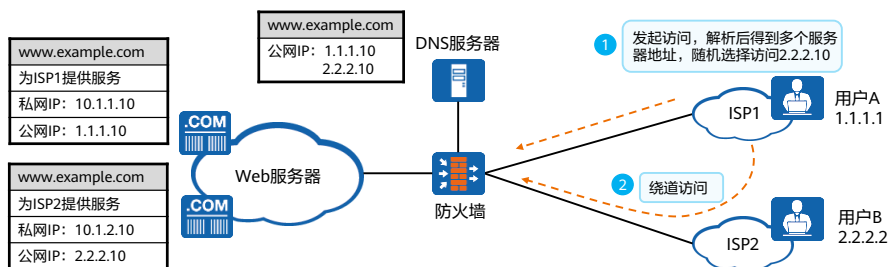 www.example.com
为ISP1提供服务
私网IP：10.1.1.10
公网IP：1.1.1.10
www.example.com
为ISP2提供服务
私网IP：10.1.2.10
公网IP：2.2.2.10
www.example.com
公网IP：1.1.1.10
2.2.2.10
DNS服务器
.COM
Web服务器
.COM
防火墙
1
发起访问，解析后得到多个服务
器地址，随机选择访问2.2.2.10
ISP1
用户A
1.1.1.1
2
绕道访问
ISP2
用户B
2.2.2.2